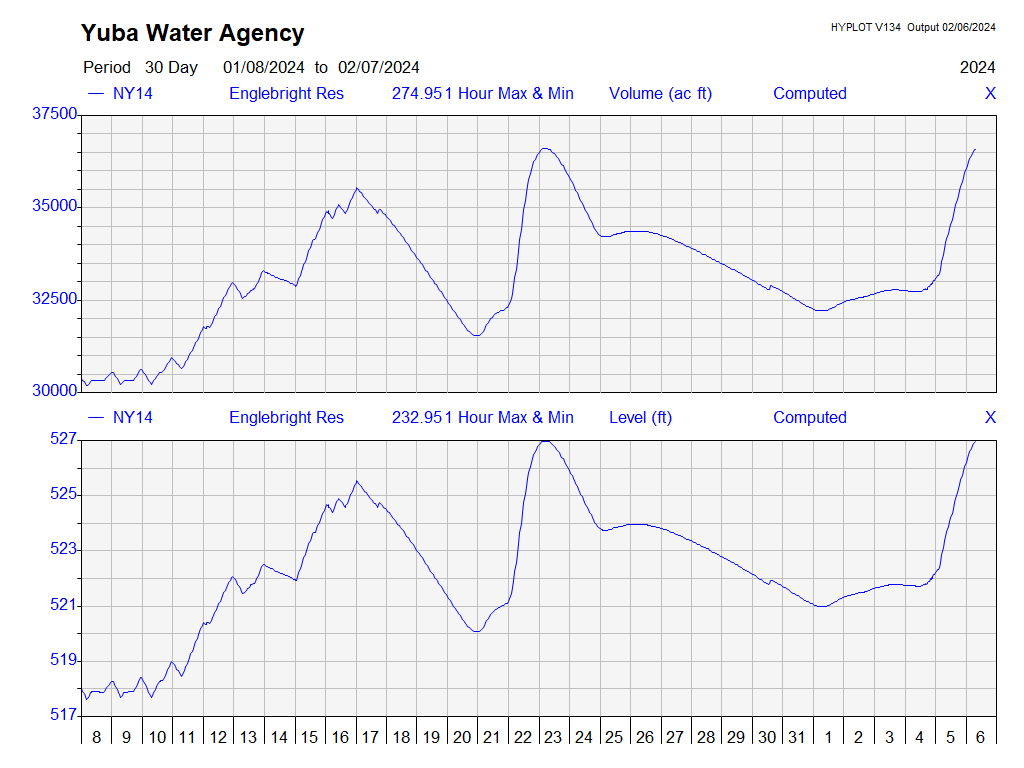 Yuba Water Agency
HYPLOT V134 Output 02/06/2024
Period 30 Day 01/08/2024 to 02/07/2024
2024
NY14 Englebright Res 274.951 Hour Max & Min Volume (ac ft) Computed X
37500
35000
32500
30000
NY14 Englebright Res 232.951 Hour Max & Min Level (ft) Computed X
527
525
523
521
519
517
8 9 10 11 12 13 14 15 16 17 18 19 20 21 22 23 24 25 26 27 28 29 30 31 1 2 3 4 5 6